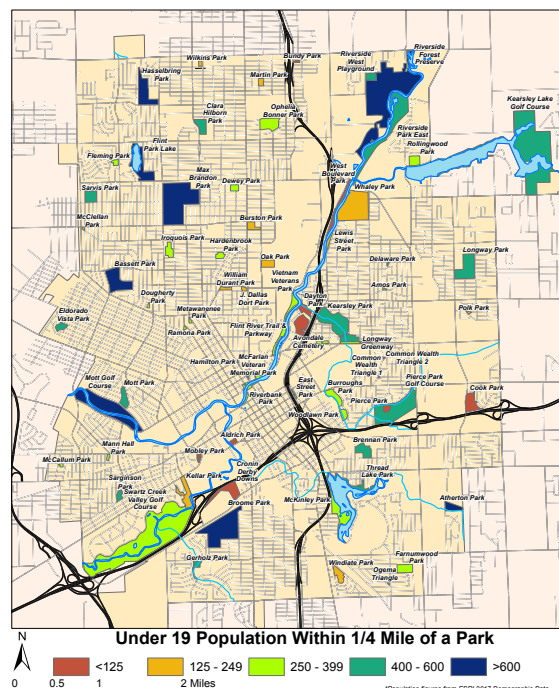 Riverside
Forest
Preserve
Wilkins Park
Bundy Park
Riverside
West
Playground
Hasselbring
Park
Martin Park
Kearsley Lake
Golf Course
Clara
Hilborn
Park
Ophelia
Bonner Park
Riverside
Park East
Rollingwood
Park
Flint
Park Lake
Fleming Park
Max
Brandon
Park
Dewey Park
West
Boulevard
Park
Whaley Park
Sarvis Park
McClellan
Park
Berston Park
Lewis
Street
Park
Iroquois Park
Hardenbrook
Park
Longway Park
Bassett Park
Oak Park
Delaware Park
William
Durant Park
Vietnam
Veterans
Park
Amos Park
Dougherty
Park
J. Dallas
Dort Park
Dayton
Park
Kearsley Park
Eldorado
Vista Park
Metawaneenee
Park
Polk Park
Ramona Park
Flint River Trail &
Parkway
Avondale
Cemetery
Longway
Greenway
Hamilton Park
McFarlan
Veteran
Memorial Park
Common
Wealth
Triangle 1
Common Wealth
Triangle 2
Mott Golf
Course
Mott Park
East
Street
Park
Burroughs
Park
Pierce Park
Golf Course
Riverbank
Park
Pierce Park
Cook Park
Woodlawn Park
Aldrich Park
Mann Hall
Park
Mobley Park
Brennan Park
McCallum Park
Cronin
Derby
Downs
Kellar Park
Thread
Lake Park
Sarginson
Park
Swartz Creek
Valley Golf
Course
McKinley Park
Atherton Park
Broome Park
Gerholz Park
Windiate Park
Farnumwood
Park
Ogema
Triangle
N
Under 19 Population Within 1/4 Mile of a Park
<125
125 - 249
250 - 399
400 - 600
>600
0 0.5 1 2 Miles